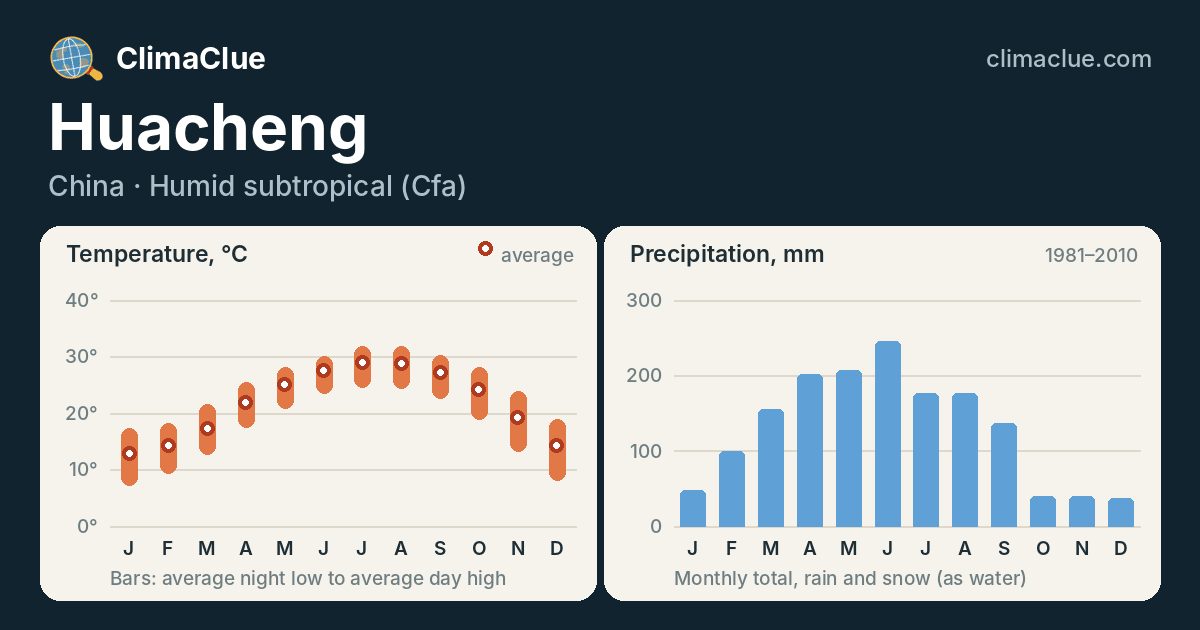 ClimaClue
climaclue.com
Huacheng
China · Humid subtropical (Cfa)
Temperature, °C
average
40°
30°
20°
10°
0°
J F M A M J J A S O N D
Bars: average night low to average day high
Precipitation, mm
1981–2010
300
200
100
0
J F M A M J J A S O N D
Monthly total, rain and snow (as water)